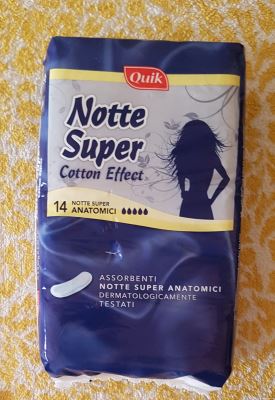 Quik
Notte
Super
Cotton Effect
14 NOTTE SUPER
ANATOMICI
ASSORBENTI
NOTTE SUPER ANATOMICI
DERMATOLOGICAMENTE
TESTATI